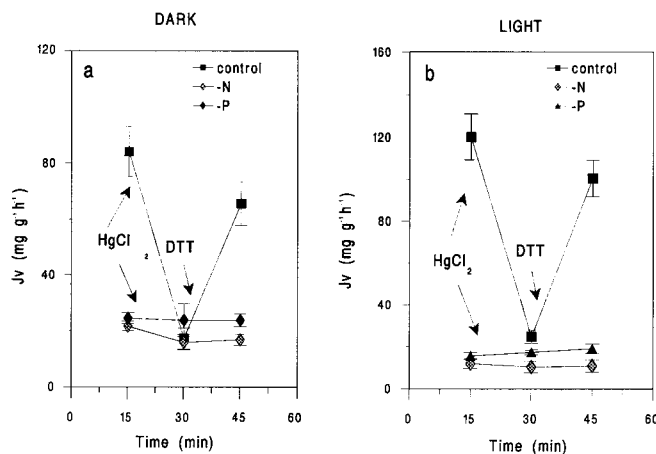 DARK
120
80
40
0
Jv (mg g⁻¹h⁻¹)
a
control
-N
-P
HgCl₂
DTT
0 15 30 45 60
Time (min)
LIGHT
160
120
80
40
0
Jv (mg g⁻¹h⁻¹)
b
control
-N
-P
HgCl₂
DTT
0 15 30 45 60
Time (min)